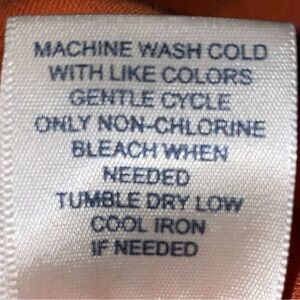 MACHINE WASH COLD
WITH LIKE COLORS
GENTLE CYCLE
ONLY NON-CHLORINE
BLEACH WHEN
NEEDED
TUMBLE DRY LOW
COOL IRON
IF NEEDED